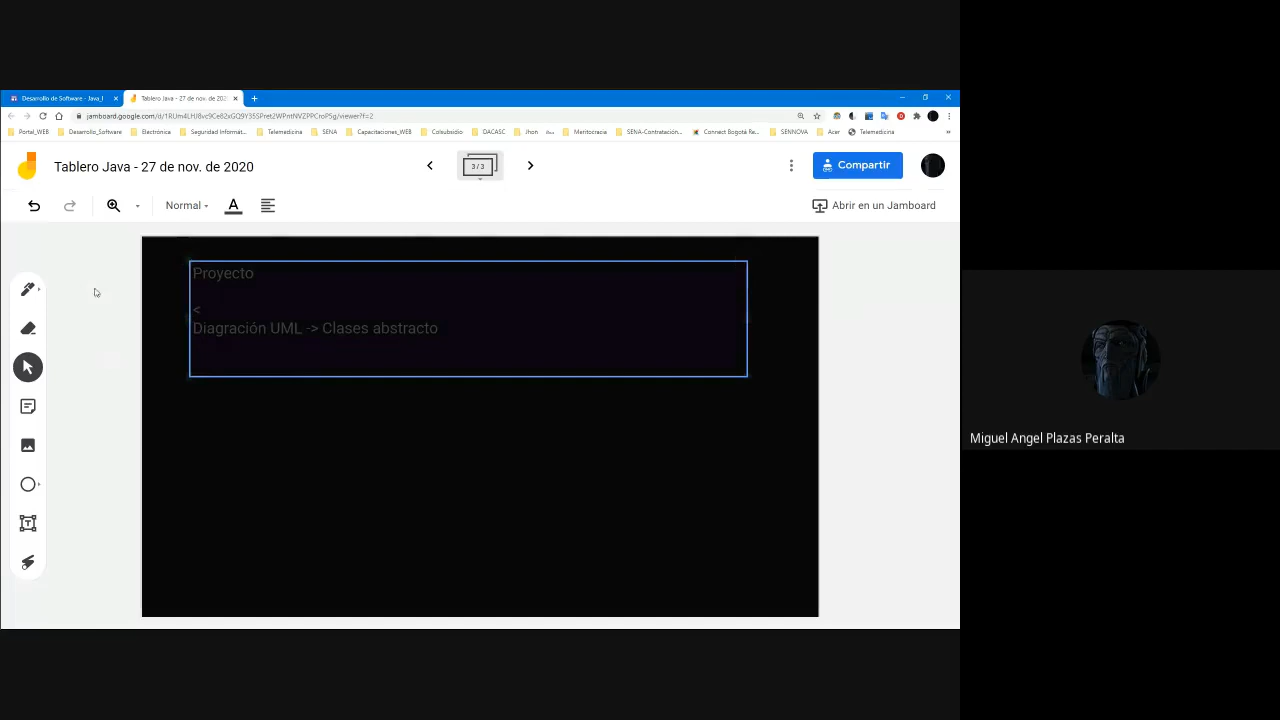 Desarrollo de Software - Java_I
Tablero Java - 27 de nov. de 202
jamboard.google.com/d/1RUm4LHJ8vc9Ce82xGQ9Y35SPret2WPntNVZPPCroP5g/viewer?f=2
Portal_WEB
Desarrollo_Software
Electrónica
Seguridad Informát...
Telemedicina
SENA
Capacitaciones_WEB
Colsubsidio
DACASC
Jhon
Meritocracia
SENA-Contratación...
Connect Bogotá Re...
SENNOVA
Acer
Telemedicina
Tablero Java - 27 de nov. de 2020
3 / 3
Compartir
Normal
A
Abrir en un Jamboard
Proyecto
<
Diagración UML -> Clases abstracto
Miguel Angel Plazas Peralta